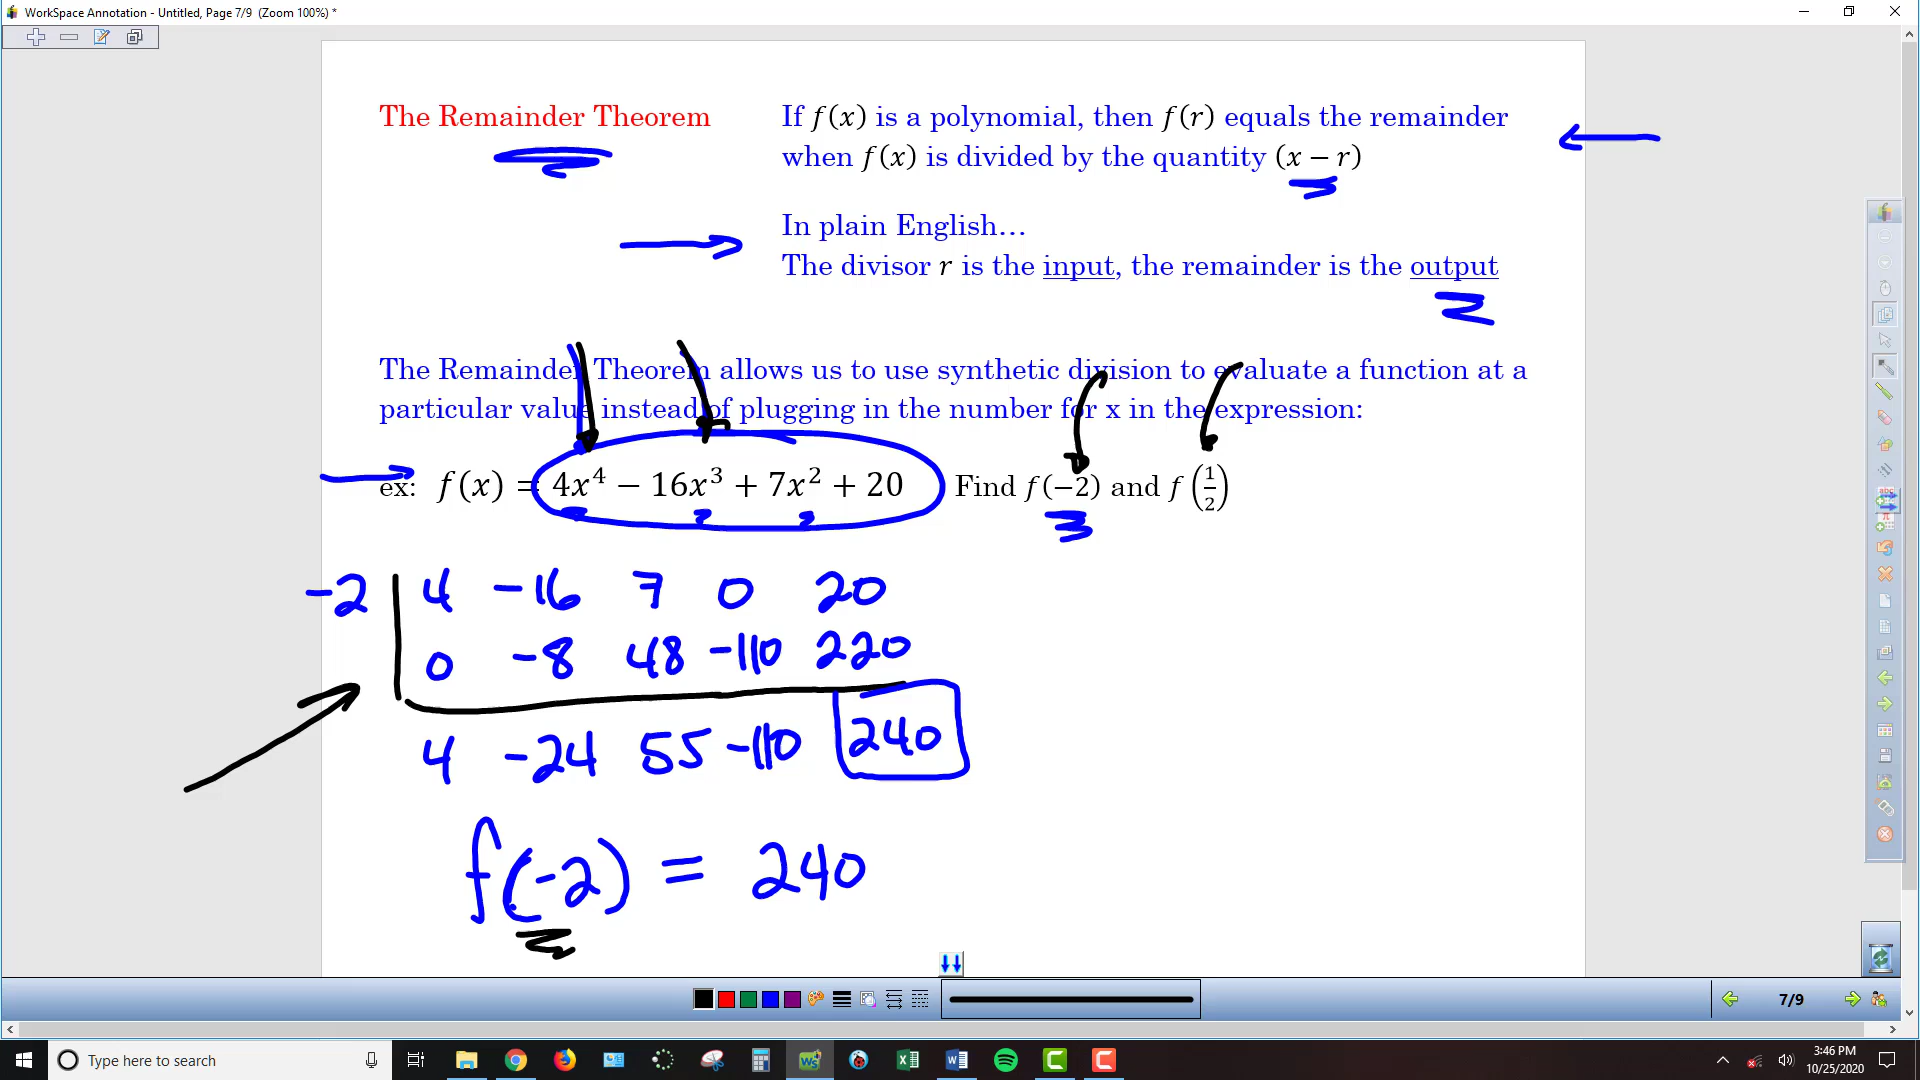 WorkSpace Annotation - Untitled, Page 7/9 (Zoom 100%) *
The Remainder Theorem
If f(x) is a polynomial, then f(r) equals the remainder
when f(x) is divided by the quantity (x − r)
In plain English…
The divisor r is the input, the remainder is the output
The Remainder Theorem allows us to use synthetic division to evaluate a function at a
particular value instead of plugging in the number for x in the expression:
ex: f(x) = 4x⁴ − 16x³ + 7x² + 20 Find f(−2) and f(1/2)
-2 | 4 -16 7 0 20
0 -8 48 -110 220
4 -24 55 -110 240
f(-2) = 240
7/9
Type here to search
3:46 PM
10/25/2020